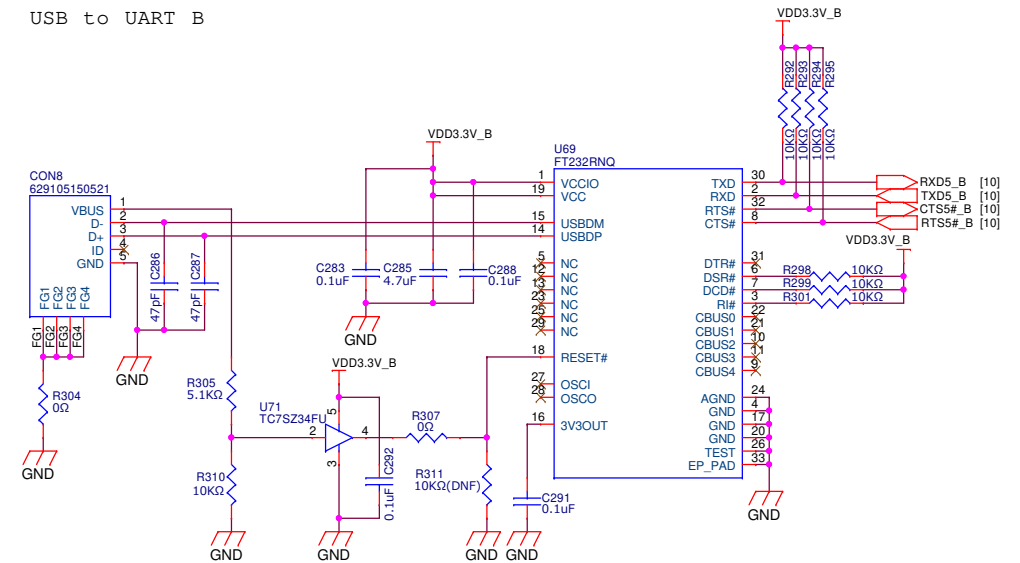 USB to UART B
VDD3.3V_B
R292
R293
R294
R295
10KΩ
10KΩ
10KΩ
10KΩ
VDD3.3V_B
U69
FT232RNQ
CON8
629105150521
VBUS 1
D- 2
D+ 3
ID 4
GND 5
FG1
FG2
FG3
FG4
FG1
FG2
FG3
FG4
1 VCCIO
19 VCC
15 USBDM
14 USBDP
5 NC
12 NC
13 NC
23 NC
25 NC
29 NC
18 RESET#
27 OSCI
28 OSCO
16 3V3OUT
TXD 30
RXD 2
RTS# 32
CTS# 8
DTR# 31
DSR# 6
DCD# 7
RI# 3
CBUS0 22
CBUS1 21
CBUS2 10
CBUS3 11
CBUS4 9
AGND 24
GND 4
GND 17
GND 20
TEST 26
EP_PAD 33
RXD5_B [10]
TXD5_B [10]
CTS5#_B [10]
RTS5#_B [10]
VDD3.3V_B
R298 10KΩ
R299 10KΩ
R301 10KΩ
C286
47pF
C287
47pF
C283
0.1uF
C285
4.7uF
C288
0.1uF
GND
GND
VDD3.3V_B
R304
0Ω
GND
R305
5.1KΩ
U71
TC7SZ34FU
2
5
4
3
R307
0Ω
R310
10KΩ
C292
0.1uF
R311
10KΩ(DNF)
C291
0.1uF
GND
GND
GND
GND
GND